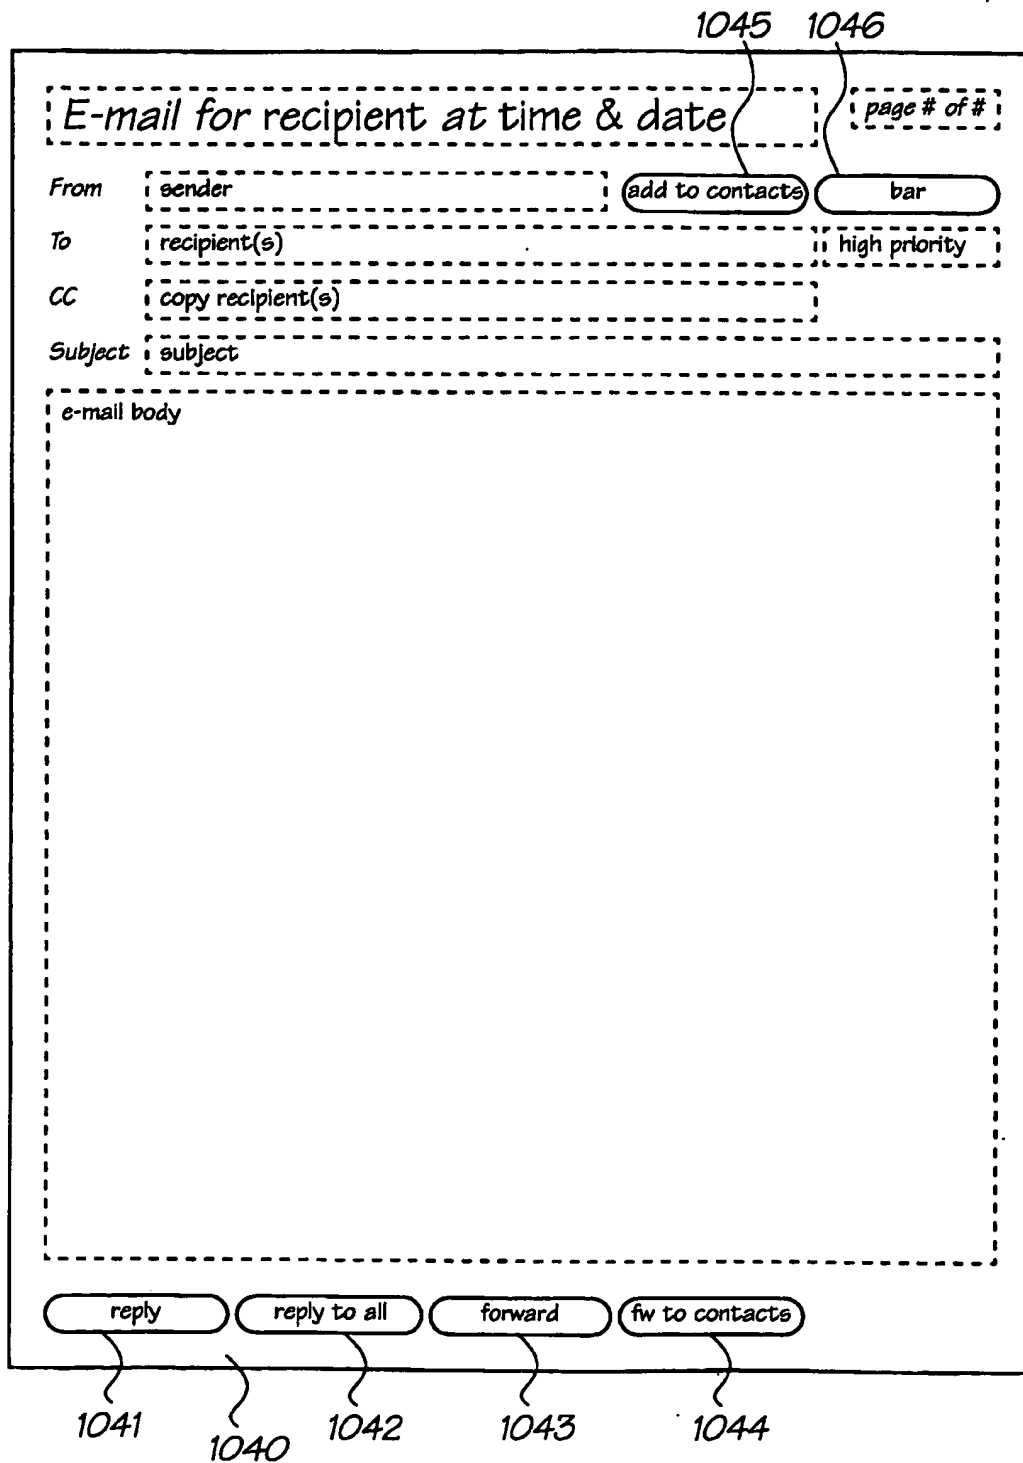 1045 1046
E-mail for recipient at time & date page # of #
From sender add to contacts bar
To recipient(s) high priority
CC copy recipient(s)
Subject subject
e-mail body
reply reply to all forward fw to contacts
1041 1040 1042 1043 1044